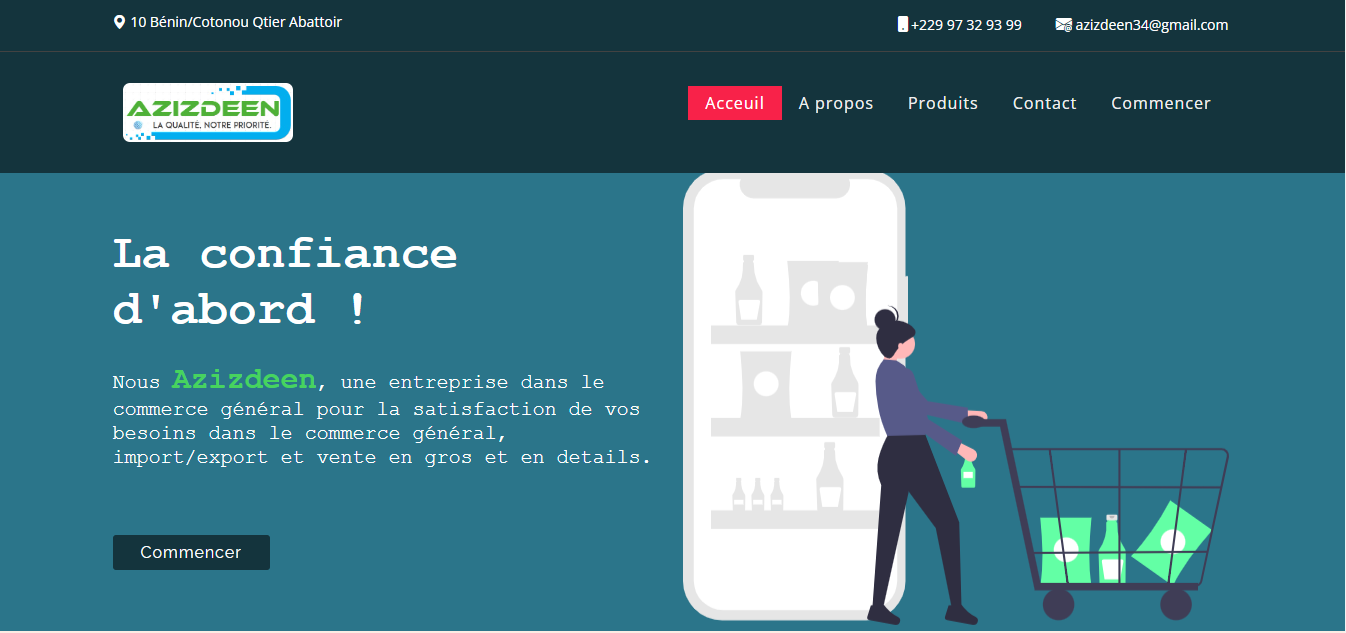 10 Bénin/Cotonou Qtier Abattoir
+229 97 32 93 99
azizdeen34@gmail.com
AZIZDEEN
LA QUALITÉ, NOTRE PRIORITÉ.
Acceuil
A propos
Produits
Contact
Commencer
La confiance
d'abord !
Nous Azizdeen, une entreprise dans le
commerce général pour la satisfaction de vos
besoins dans le commerce général,
import/export et vente en gros et en details.
Commencer